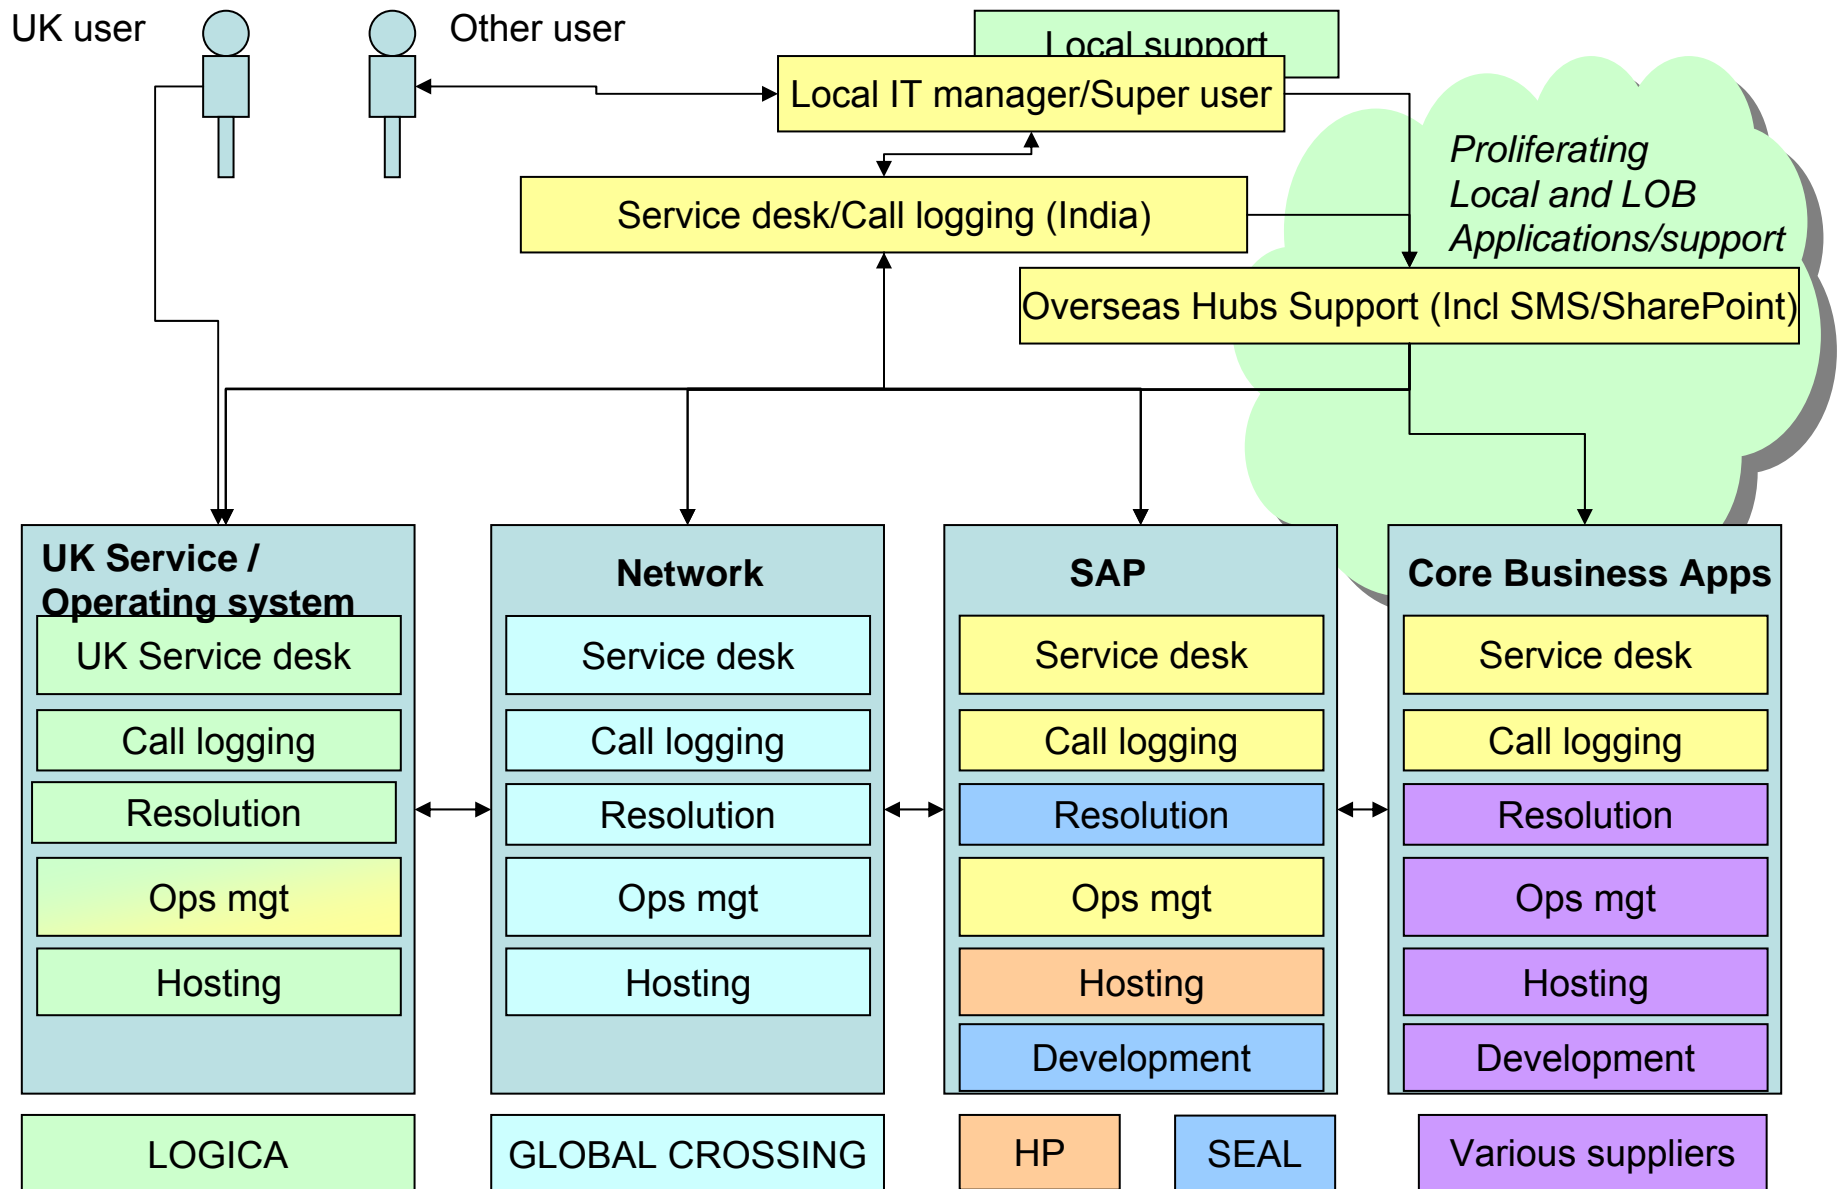 UK user
Other user
Local support
Local IT manager/Super user
Service desk/Call logging (India)
Proliferating
Local and LOB
Applications/support
Overseas Hubs Support (Incl SMS/SharePoint)
UK Service /
Operating system
UK Service desk
Call logging
Resolution
Ops mgt
Hosting
LOGICA
Network
Service desk
Call logging
Resolution
Ops mgt
Hosting
GLOBAL CROSSING
SAP
Service desk
Call logging
Resolution
Ops mgt
Hosting
Development
HP
SEAL
Core Business Apps
Service desk
Call logging
Resolution
Ops mgt
Hosting
Development
Various suppliers